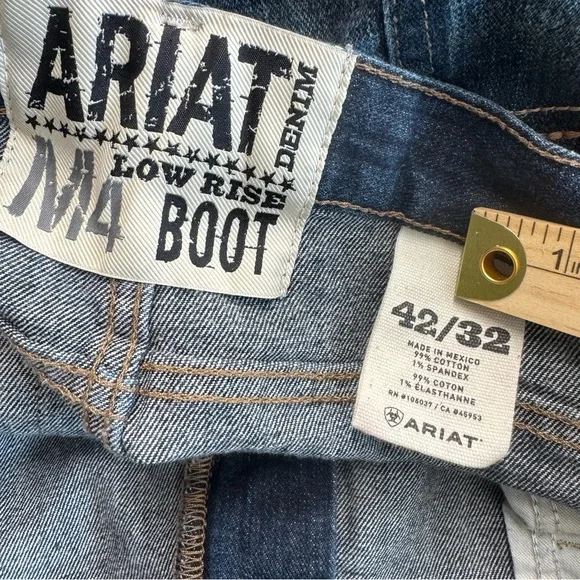 ARIAT
DENIM
LOW RISE
M4 BOOT
42/32
MADE IN MEXICO
99% COTTON
1% SPANDEX
99% COTON
1% ÉLASTHANNE
RN #108037 / CA #45953
ARIAT
1 in